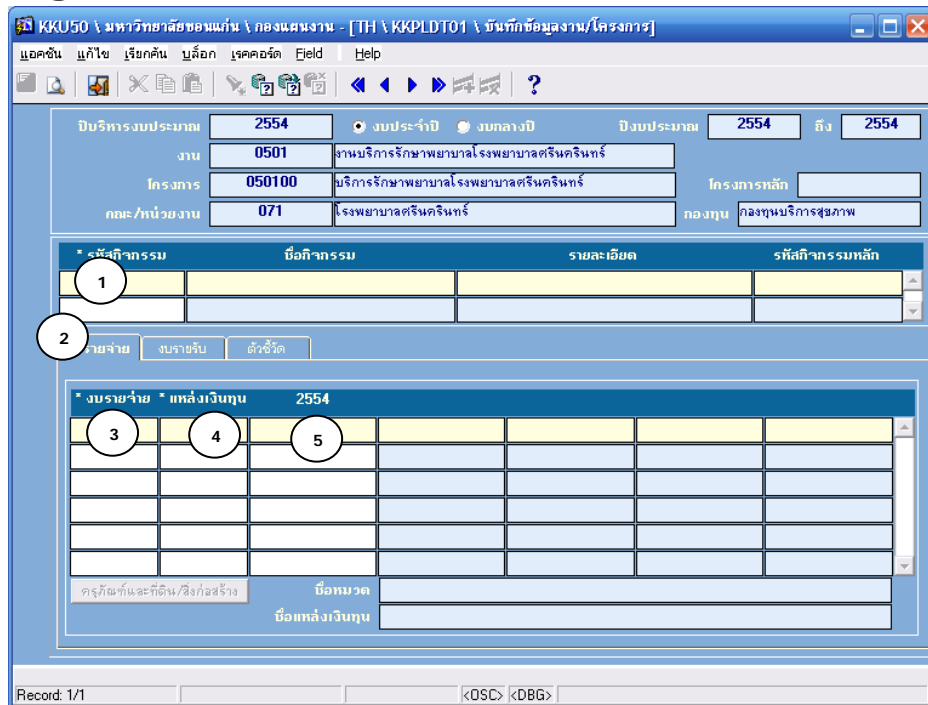 KKU50 \ มหาวิทยาลัยขอนแก่น \ กองแผนงาน - [TH \ KKPLDT01 \ บันทึกข้อมูลงาน/โครงการ]
แอคชัน แก้ไข เรียกค้น บล็อก เรคคอร์ด Field Help
ปีบริหารงบประมาณ 2554 งบประจำปี งบกลางปี ปีงบประมาณ 2554 ถึง 2554
งาน 0501 งานบริการรักษาพยาบาลโรงพยาบาลศรีนครินทร์
โครงการ 050100 บริการรักษาพยาบาลโรงพยาบาลศรีนครินทร์ โครงการหลัก
คณะ/หน่วยงาน 071 โรงพยาบาลศรีนครินทร์ กองทุน กองทุนบริการสุขภาพ
* รหัสกิจกรรม ชื่อกิจกรรม รายละเอียด รหัสกิจกรรมหลัก
1
2 รายจ่าย งบรายรับ ตัวชี้วัด
* งบรายจ่าย * แหล่งเงินทุน 2554
3 4 5
ครุภัณฑ์และที่ดิน/สิ่งก่อสร้าง ชื่อหมวด
ชื่อแหล่งเงินทุน
Record: 1/1 <OSC> <DBG>